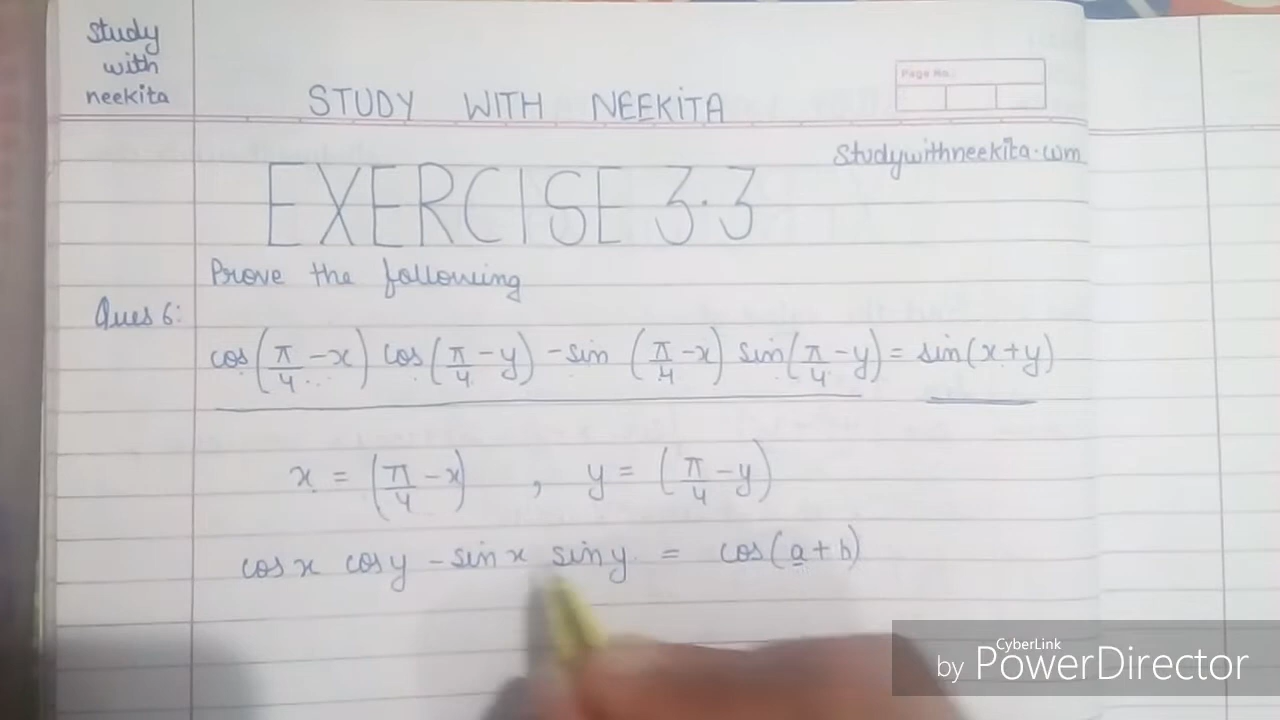 study
with
neekita
STUDY WITH NEEKITA
Page No.:
Studywithneekita.com
EXERCISE 3.3
Prove the following
Ques 6:
cos(π/4 - x) cos(π/4 - y) - sin (π/4 - x) sin(π/4 - y) = sin(x+y)
x = (π/4 - x) , y = (π/4 - y)
cos x cos y - sin x sin y = cos(a+b)
CyberLink
by PowerDirector